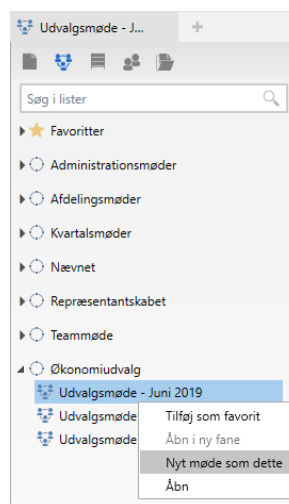 Udvalgsmøde - J...
+
Søg i lister
Favoritter
Administrationsmøder
Afdelingsmøder
Kvartalsmøder
Nævnet
Repræsentantskabet
Teammøde
Økonomiudvalg
Udvalgsmøde - Juni 2019
Udvalgsmøde
Udvalgsmøde
Tilføj som favorit
Åbn i ny fane
Nyt møde som dette
Åbn